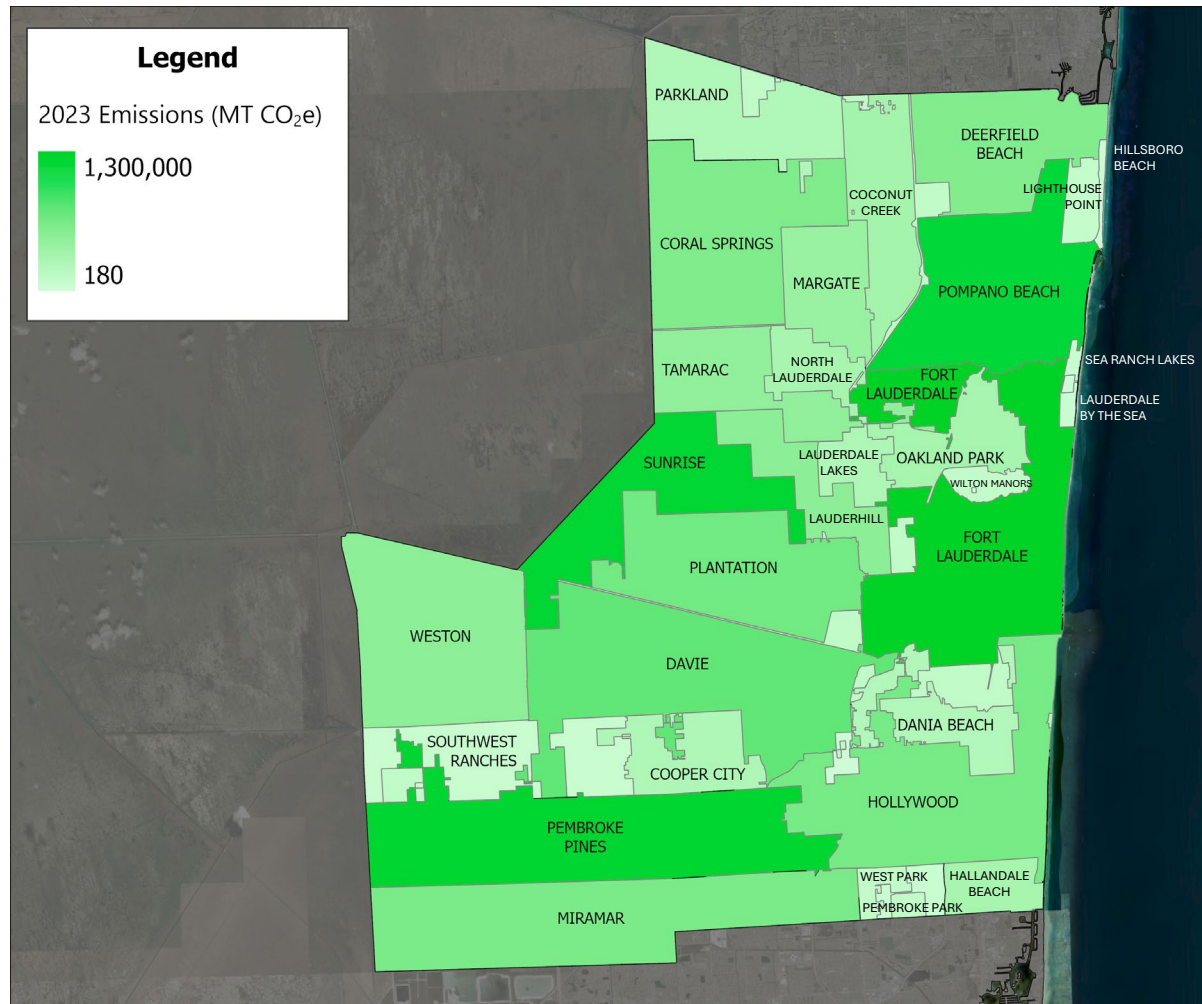 Legend
2023 Emissions (MT CO₂e)
1,300,000
180
PARKLAND
DEERFIELD
BEACH
HILLSBORO
BEACH
LIGHTHOUSE
POINT
COCONUT
CREEK
CORAL SPRINGS
MARGATE
POMPANO BEACH
SEA RANCH LAKES
TAMARAC
NORTH
LAUDERDALE
FORT
LAUDERDALE
LAUDERDALE
BY THE SEA
SUNRISE
LAUDERDALE
LAKES
OAKLAND PARK
WILTON MANORS
LAUDERHILL
FORT
LAUDERDALE
PLANTATION
WESTON
DAVIE
SOUTHWEST
RANCHES
DANIA BEACH
COOPER CITY
HOLLYWOOD
PEMBROKE
PINES
WEST PARK
HALLANDALE
BEACH
PEMBROKE PARK
MIRAMAR